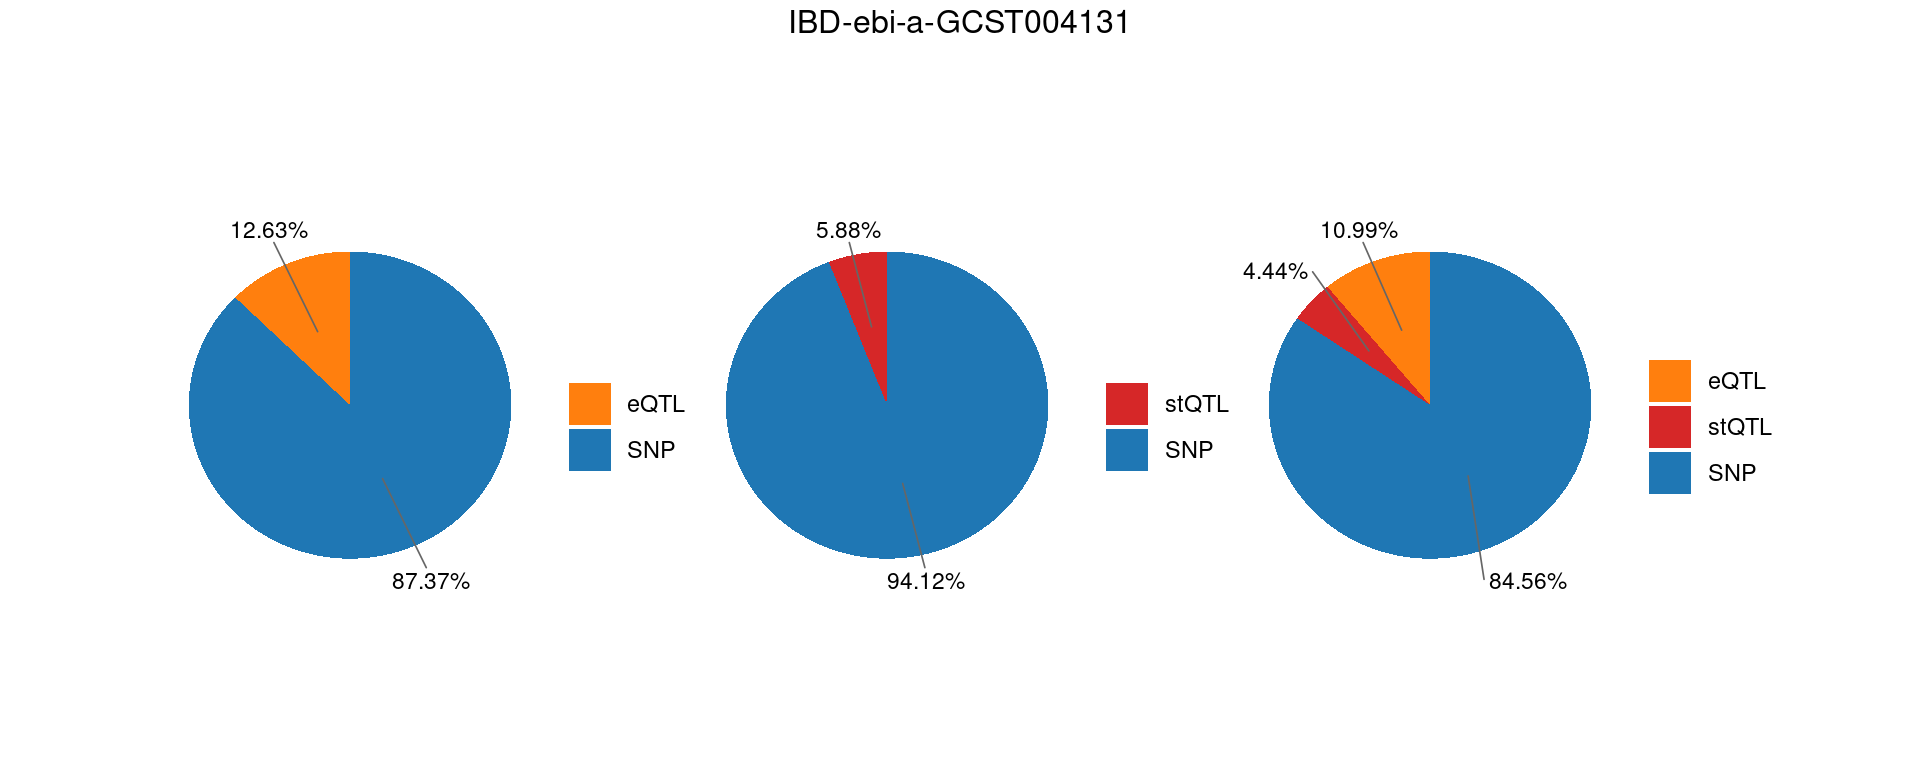 IBD-ebi-a-GCST004131
12.63%
87.37%
eQTL
SNP
5.88%
94.12%
stQTL
SNP
10.99%
4.44%
84.56%
eQTL
stQTL
SNP